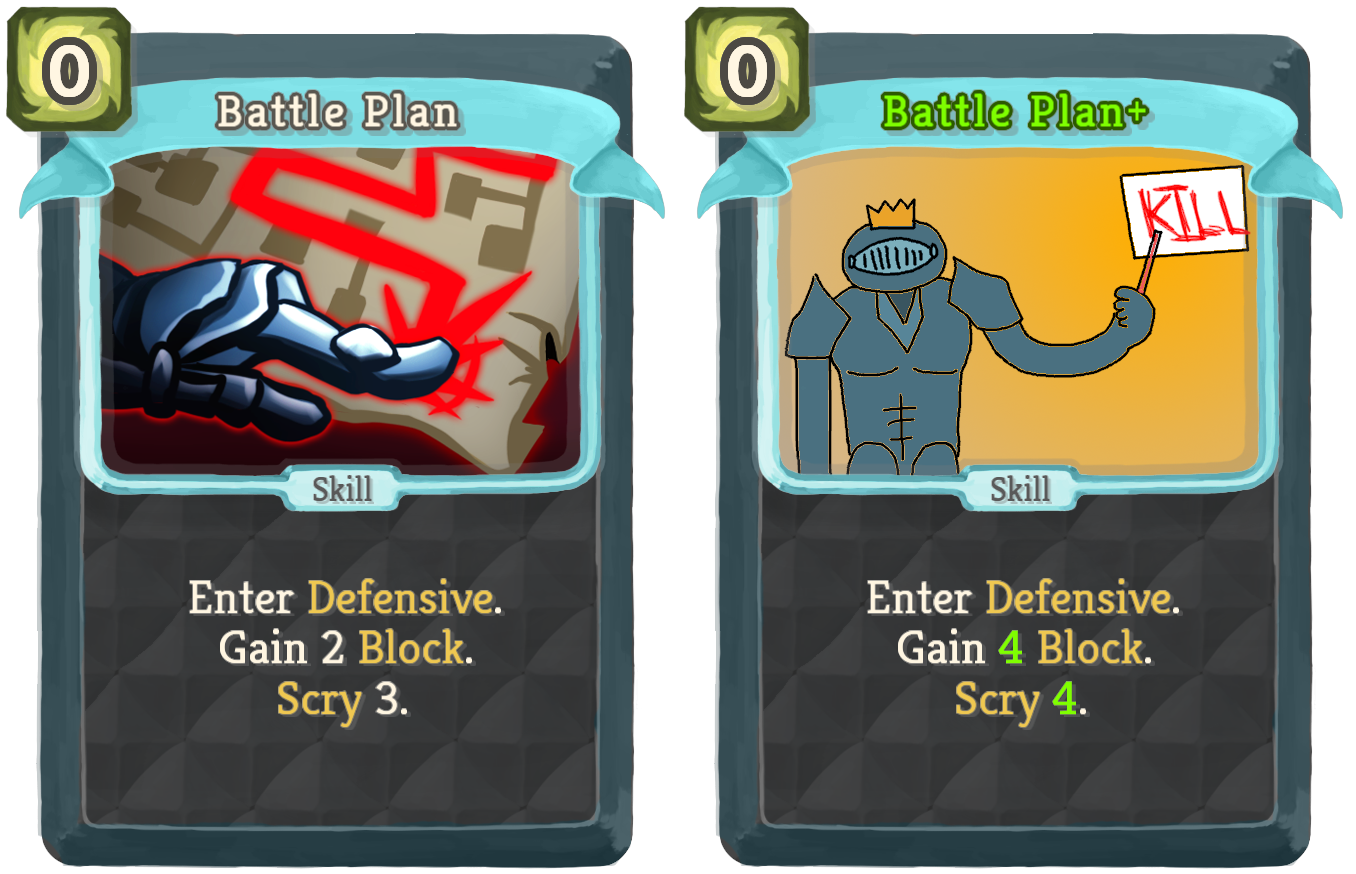 0
Battle Plan
Skill
Enter Defensive.
Gain 2 Block.
Scry 3.
0
Battle Plan+
KILL
Skill
Enter Defensive.
Gain 4 Block.
Scry 4.